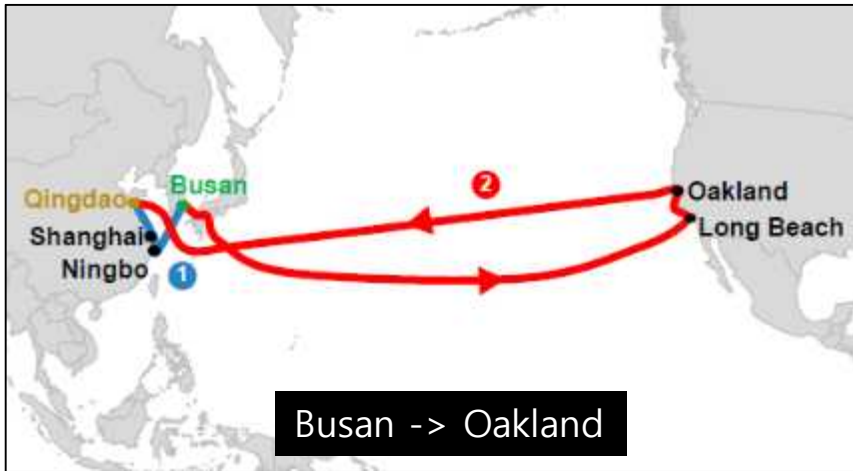 2
Qingdao
Busan
Oakland
Shanghai
Long Beach
Ningbo
1
Busan -> Oakland